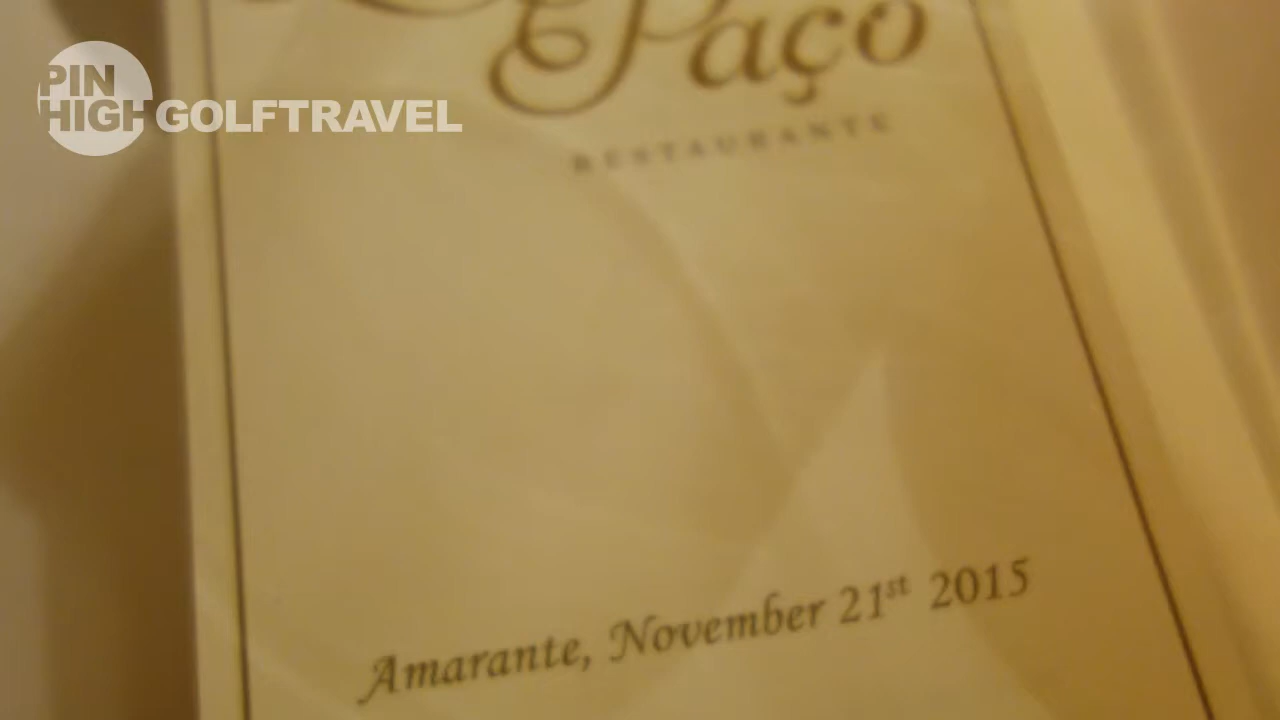 PIN
HIGH GOLFTRAVEL
Paço
RESTAURANTE
Amarante, November 21st 2015